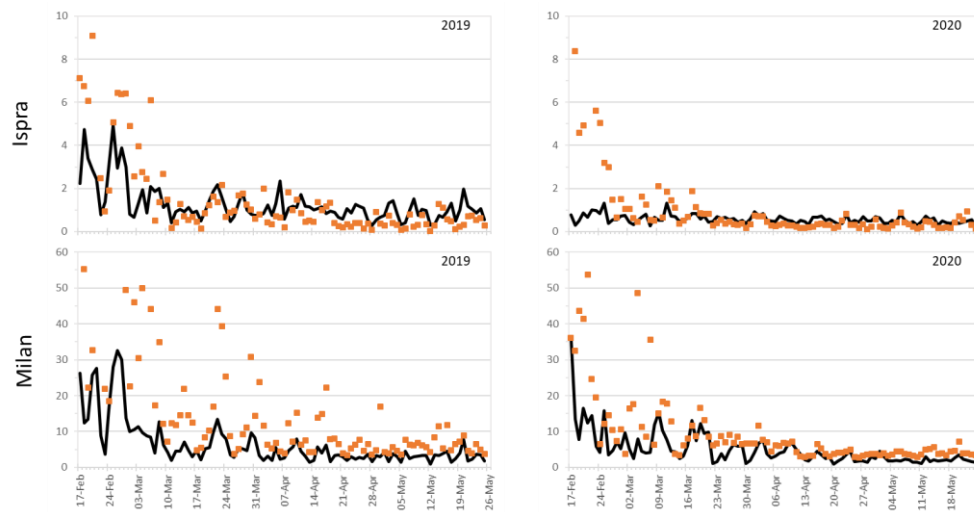 2019
10
8
6
4
2
0
Ispra
2020
10
8
6
4
2
0
2019
60
50
40
30
20
10
0
Milan
17-Feb
24-Feb
03-Mar
10-Mar
17-Mar
24-Mar
31-Mar
07-Apr
14-Apr
21-Apr
28-Apr
05-May
12-May
19-May
26-May
2020
60
50
40
30
20
10
0
17-Feb
24-Feb
02-Mar
09-Mar
16-Mar
23-Mar
30-Mar
06-Apr
13-Apr
20-Apr
27-Apr
04-May
11-May
18-May